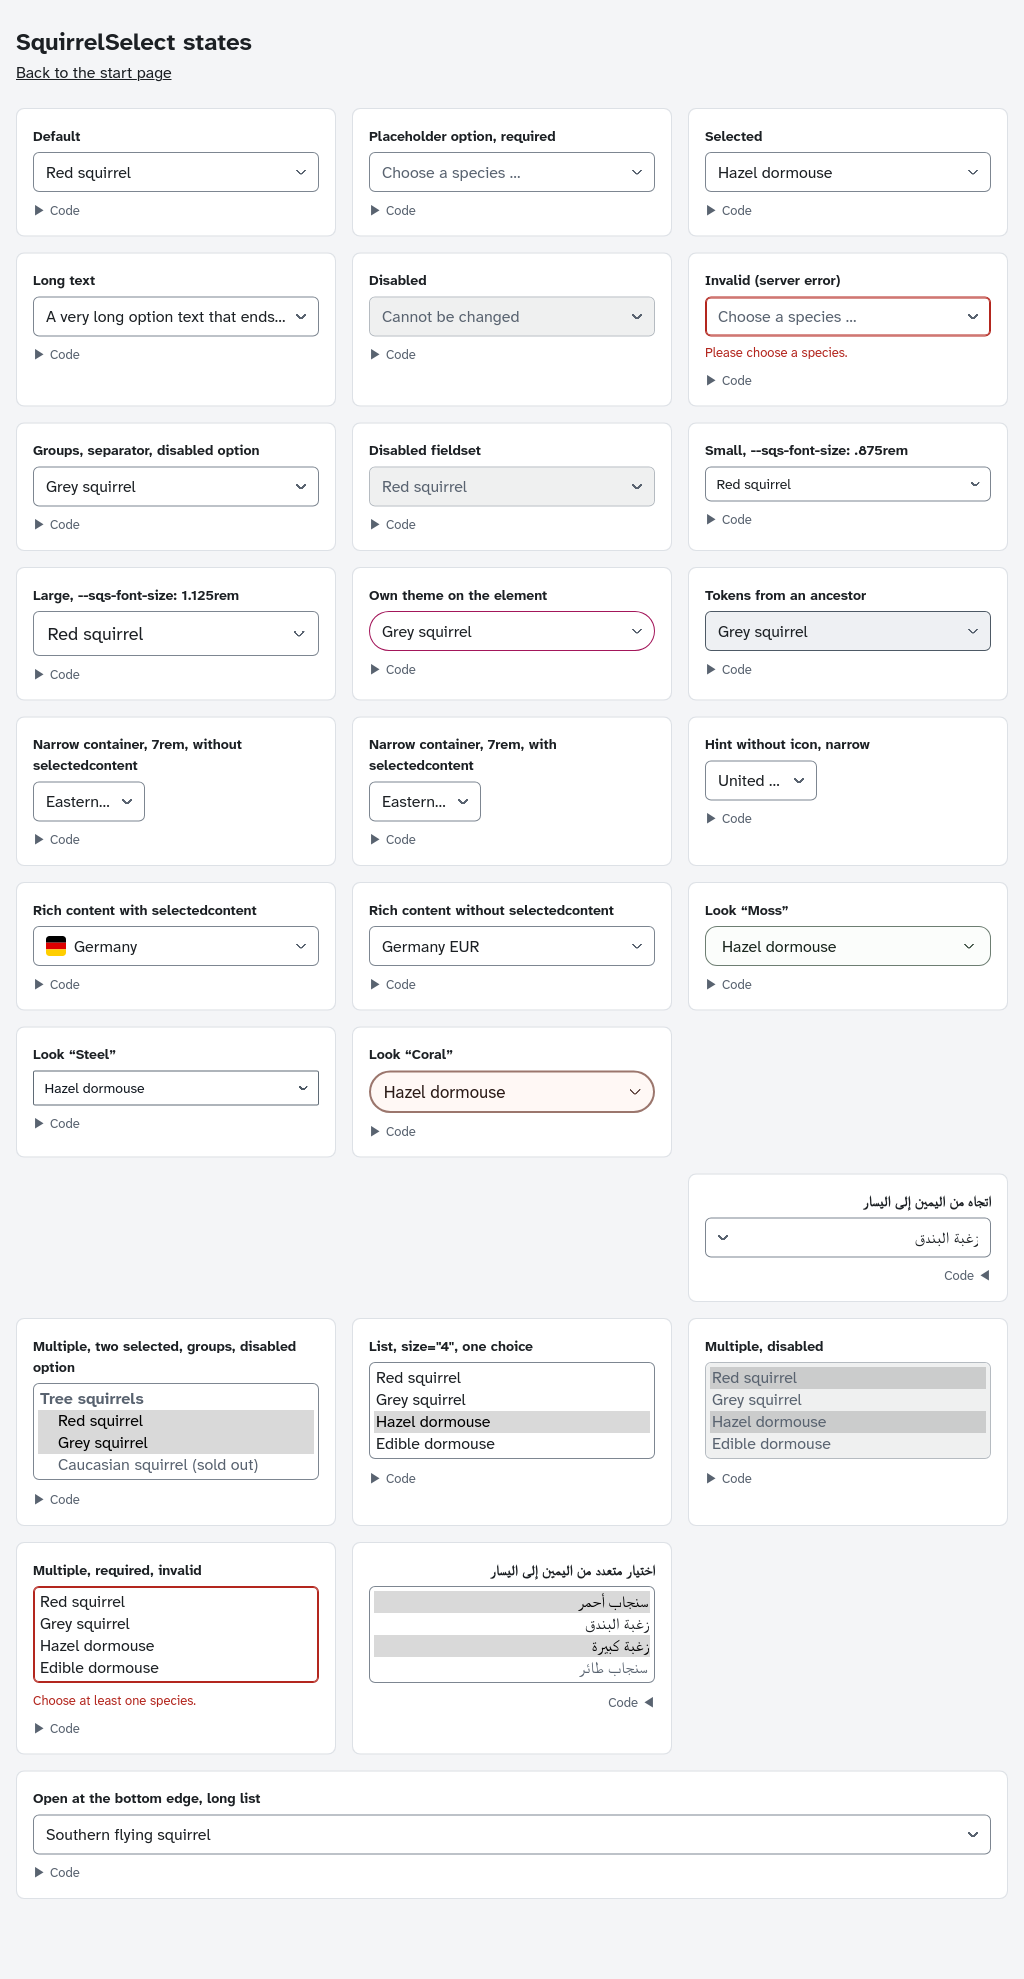 SquirrelSelect states
Back to the start page
Default
Red squirrel
Code
Placeholder option, required
Choose a species ...
Code
Selected
Hazel dormouse
Code
Long text
A very long option text that ends...
Code
Disabled
Cannot be changed
Code
Invalid (server error)
Choose a species ...
Please choose a species.
Code
Groups, separator, disabled option
Grey squirrel
Code
Disabled fieldset
Red squirrel
Code
Small, --sqs-font-size: .875rem
Red squirrel
Code
Large, --sqs-font-size: 1.125rem
Red squirrel
Code
Own theme on the element
Grey squirrel
Code
Tokens from an ancestor
Grey squirrel
Code
Narrow container, 7rem, without
selectedcontent
Eastern...
Code
Narrow container, 7rem, with
selectedcontent
Eastern...
Code
Hint without icon, narrow
United ...
Code
Rich content with selectedcontent
Germany
Code
Rich content without selectedcontent
Germany EUR
Code
Look “Moss”
Hazel dormouse
Code
Look “Steel”
Hazel dormouse
Code
Look “Coral”
Hazel dormouse
Code
اتجاه من اليمين إلى اليسار
زغبة البندق
Code
Multiple, two selected, groups, disabled
option
Tree squirrels
Red squirrel
Grey squirrel
Caucasian squirrel (sold out)
Code
List, size="4", one choice
Red squirrel
Grey squirrel
Hazel dormouse
Edible dormouse
Code
Multiple, disabled
Red squirrel
Grey squirrel
Hazel dormouse
Edible dormouse
Code
Multiple, required, invalid
Red squirrel
Grey squirrel
Hazel dormouse
Edible dormouse
Choose at least one species.
Code
اختيار متعدد من اليمين إلى اليسار
سنجاب أحمر
زغبة البندق
زغبة كبيرة
سنجاب طائر
Code
Open at the bottom edge, long list
Southern flying squirrel
Code